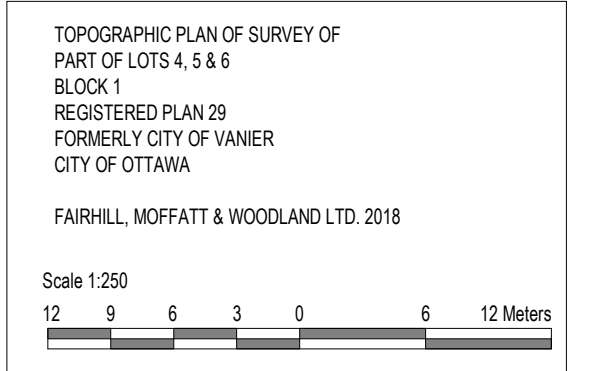 TOPOGRAPHIC PLAN OF SURVEY OF
PART OF LOTS 4, 5 & 6
BLOCK 1
REGISTERED PLAN 29
FORMERLY CITY OF VANIER
CITY OF OTTAWA
FAIRHILL, MOFFATT & WOODLAND LTD. 2018
Scale 1:250
12 9 6 3 0 6 12 Meters